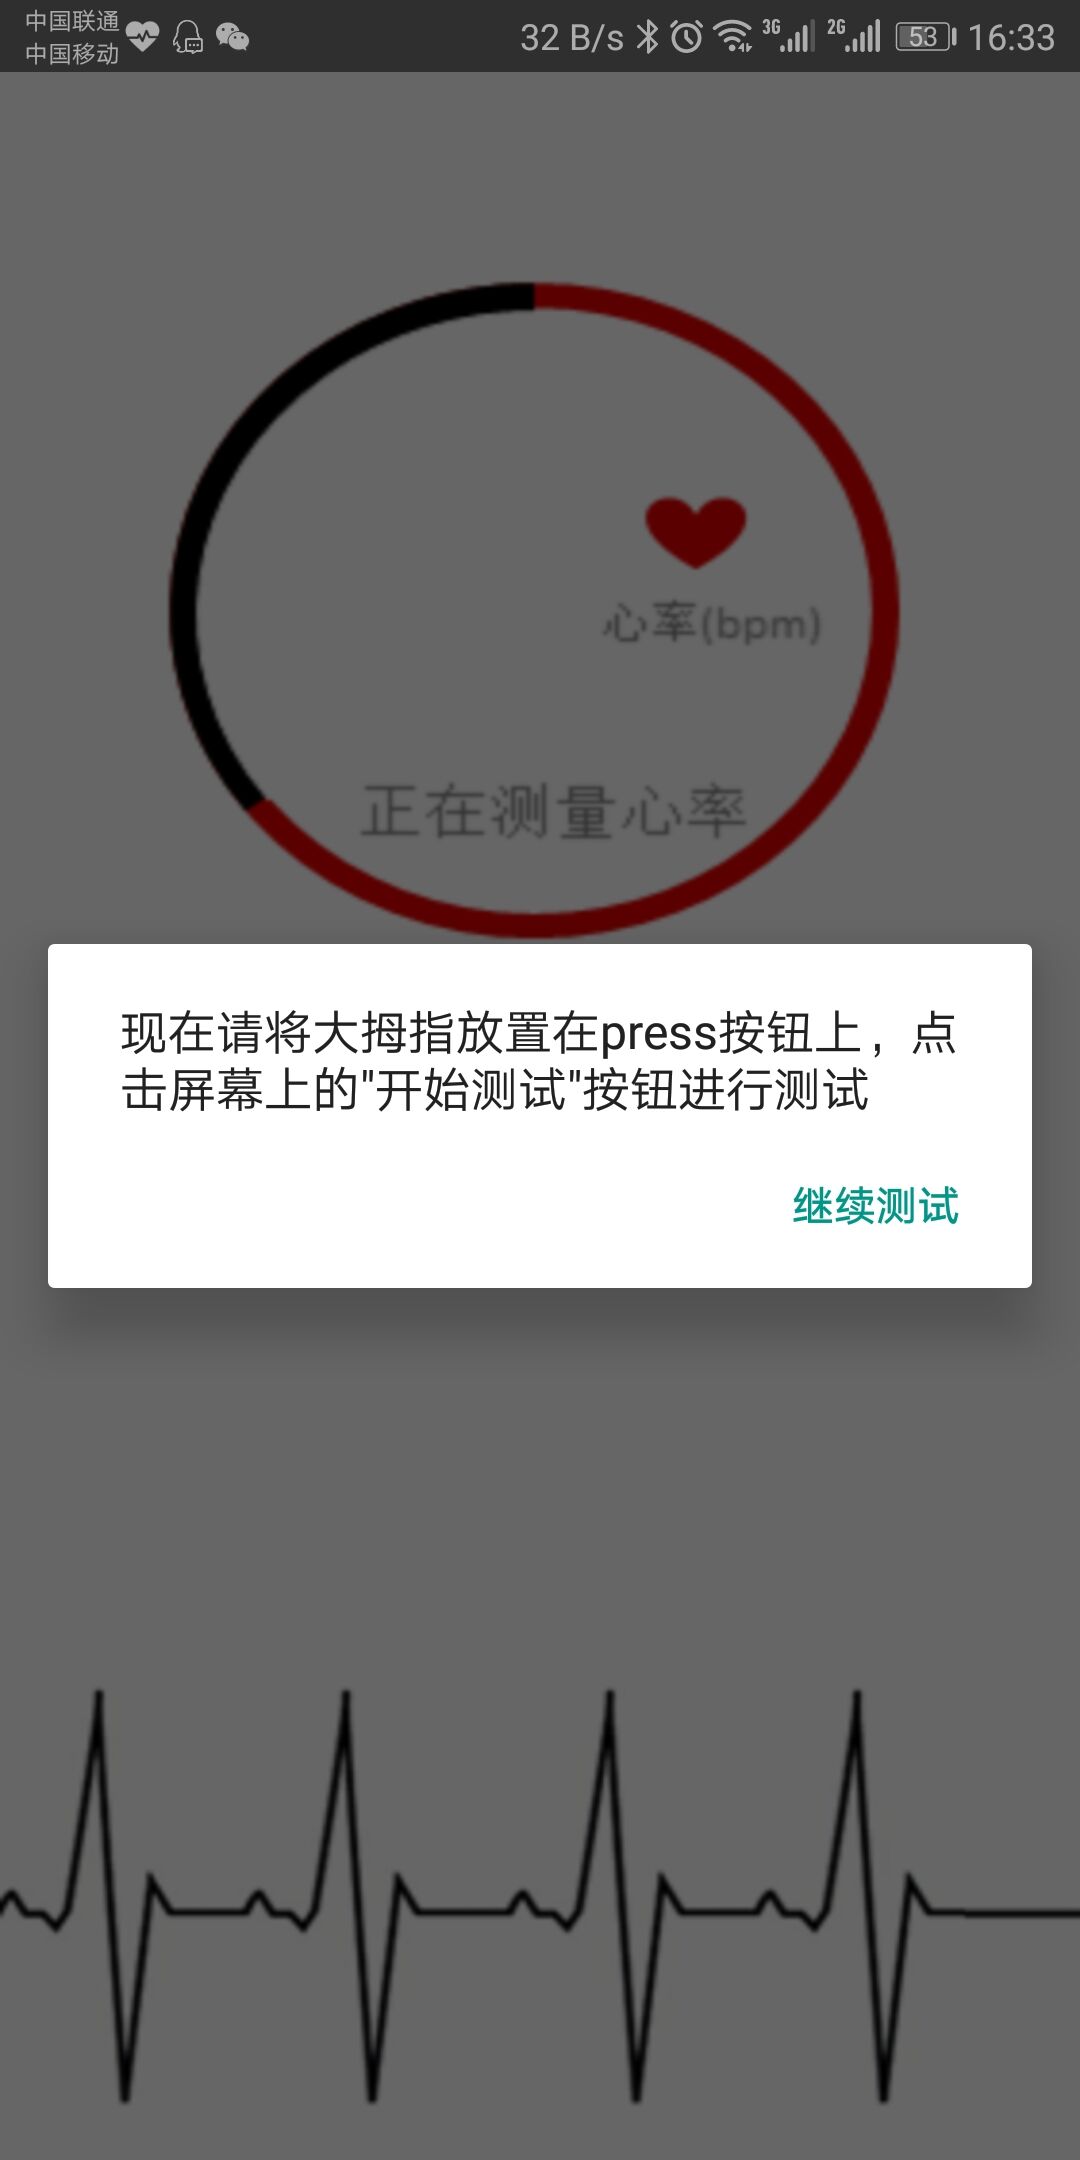 中国联通
中国移动
32 B/s 3G 2G 53 16:33
心率(bpm)
正在测量心率
现在请将大拇指放置在press按钮上，点
击屏幕上的"开始测试"按钮进行测试
继续测试